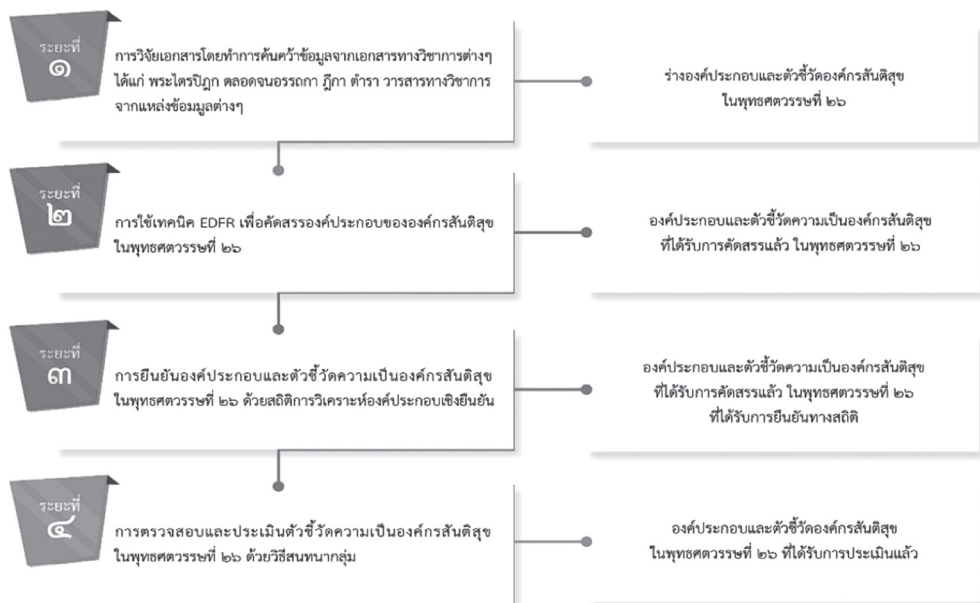 ระยะที่
๑
การวิจัยเอกสารโดยทำการค้นคว้าข้อมูลจากเอกสารทางวิชาการต่างๆ
ได้แก่ พระไตรปิฎก ตลอดจนอรรถกา ฎีกา ตำรา วารสารทางวิชาการ
จากแหล่งข้อมมูลต่างๆ
ร่างองค์ประกอบและตัวชี้วัดองค์กรสันติสุข
ในพุทธศตวรรษที่ ๒๖
ระยะที่
๒
การใช้เทคนิค EDFR เพื่อคัดสรรองค์ประกอบขององค์กรสันติสุข
ในพุทธศตวรรษที่ ๒๖
องค์ประกอบและตัวชี้วัดความเป็นองค์กรสันติสุข
ที่ได้รับการคัดสรรแล้ว ในพุทธศตวรรษที่ ๒๖
ระยะที่
๓
การยืนยันองค์ประกอบและตัวชี้วัดความเป็นองค์กรสันติสุข
ในพุทธศตวรรษที่ ๒๖ ด้วยสถิติการวิเคราะห์องค์ประกอบเชิงยืนยัน
องค์ประกอบและตัวชี้วัดความเป็นองค์กรสันติสุข
ที่ได้รับการคัดสรรแล้ว ในพุทธศตวรรษที่ ๒๖
ที่ได้รับการยืนยันทางสถิติ
ระยะที่
๔
การตรวจสอบและประเมินตัวชี้วัดความเป็นองค์กรสันติสุข
ในพุทธศตวรรษที่ ๒๖ ด้วยวิธีสนทนากลุ่ม
องค์ประกอบและตัวชี้วัดองค์กรสันติสุข
ในพุทธศตวรรษที่ ๒๖ ที่ได้รับการประเมินแล้ว